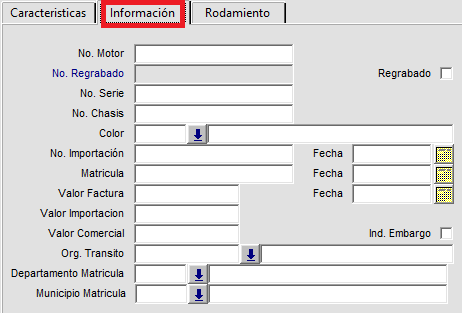 Caracteristicas Información Rodamiento
No. Motor
No. Regrabado Regrabado
No. Serie
No. Chasis
Color
No. Importación Fecha
Matricula Fecha
Valor Factura Fecha
Valor Importacion
Valor Comercial Ind. Embargo
Org. Transito
Departamento Matricula
Municipio Matricula